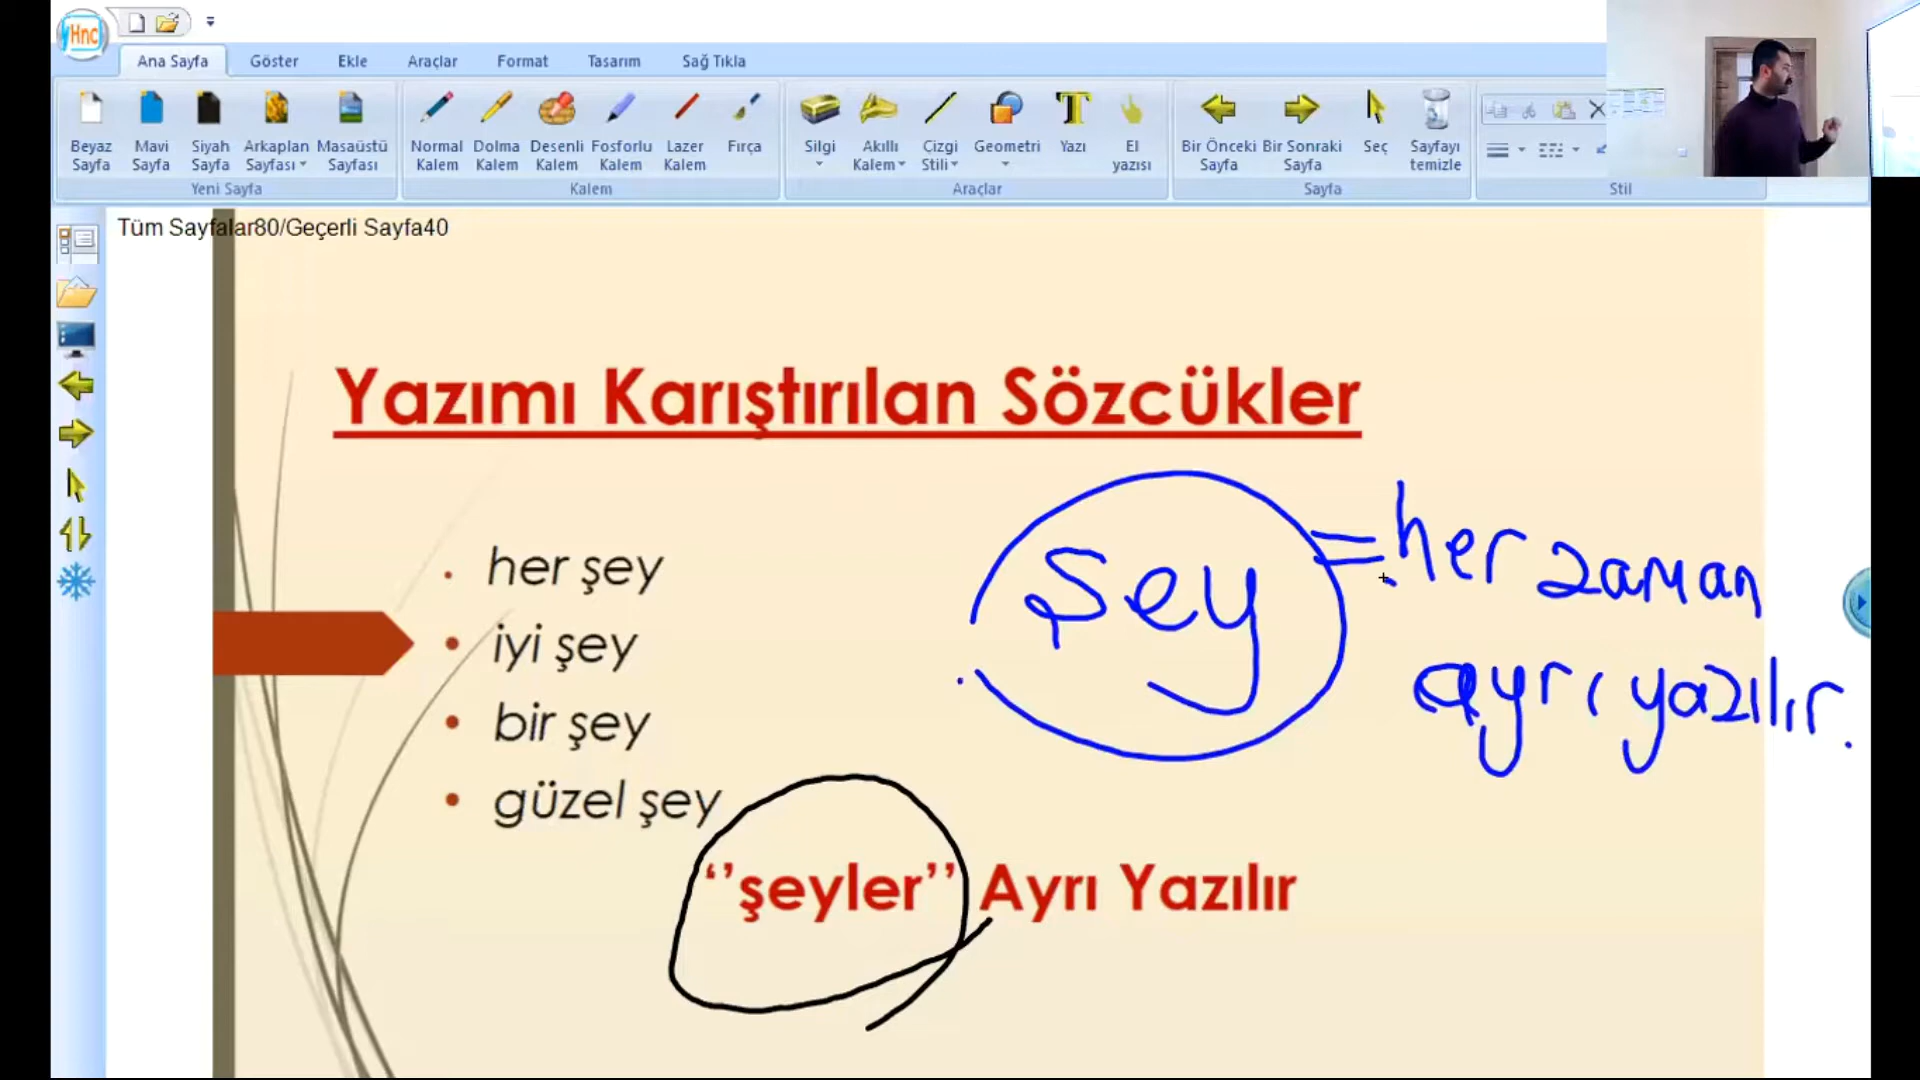 Hnc
Ana Sayfa Göster Ekle Araçlar Format Tasarım Sağ Tıkla
Beyaz Sayfa Mavi Sayfa Siyah Sayfa Arkaplan Sayfası Masaüstü Sayfası
Normal Kalem Dolma Kalem Desenli Kalem Fosforlu Kalem Lazer Kalem Fırça
Silgi Akıllı Kalem Çizgi Stili Geometri Yazı El yazısı
Bir Önceki Sayfa Bir Sonraki Sayfa Seç Sayfayı temizle
Yeni Sayfa Kalem Araçlar Sayfa Stil
Tüm Sayfalar80/Geçerli Sayfa40
Yazımı Karıştırılan Sözcükler
• her şey
• iyi şey
• bir şey
• güzel şey
‘’şeyler’’ Ayrı Yazılır
Şey = her zaman
ayrı yazılır.